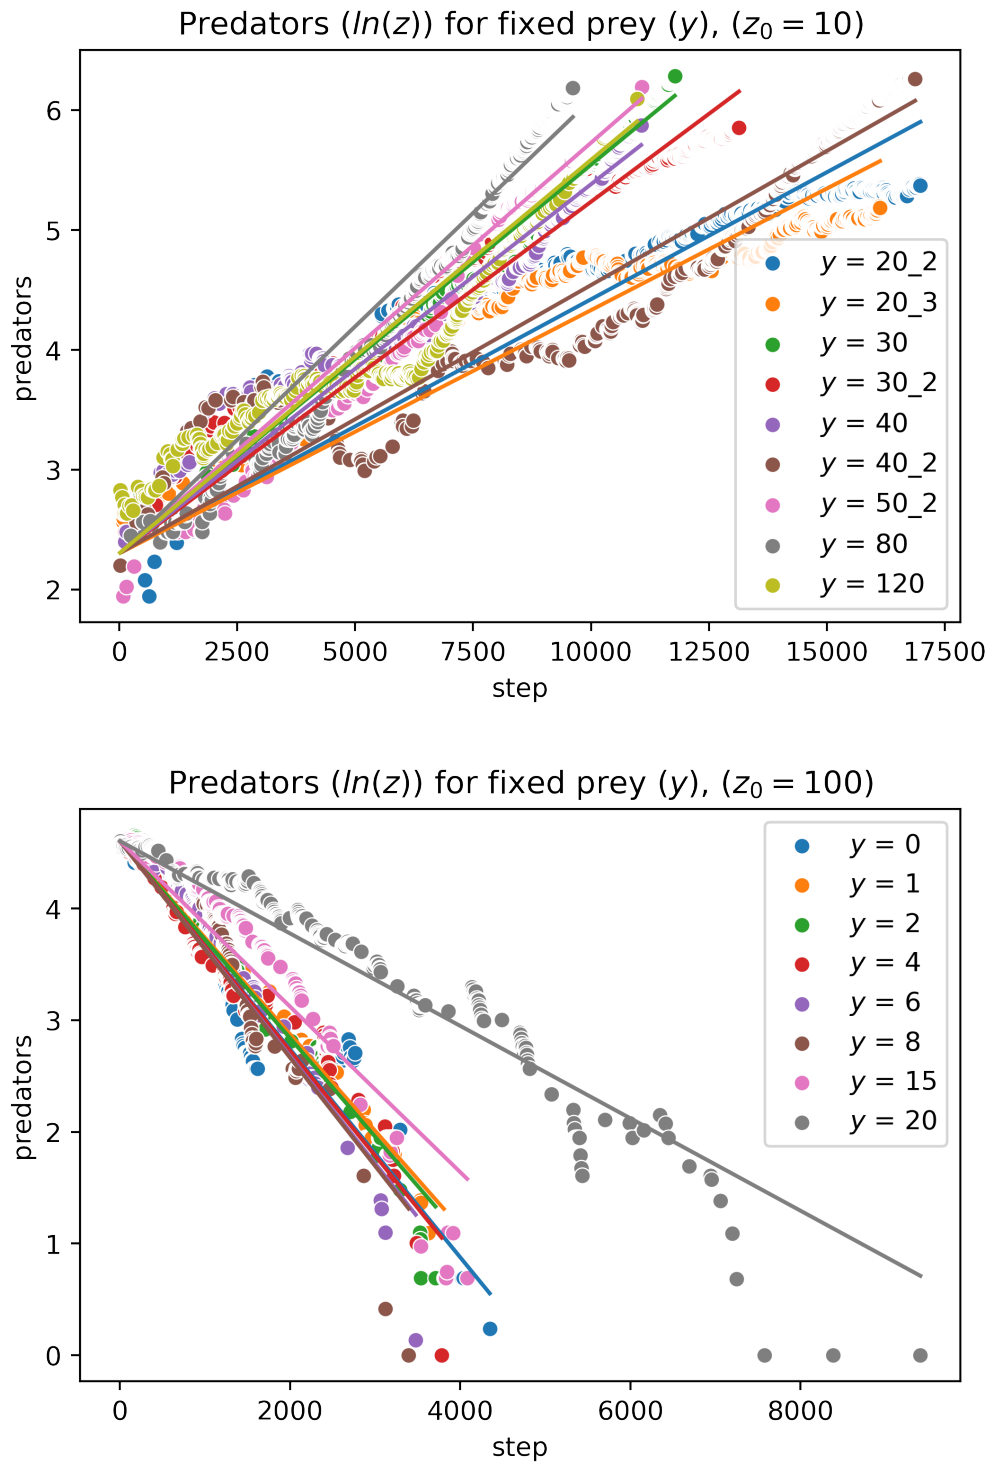 Predators (ln(z)) for fixed prey (y), (z₀ = 10)
predators
6
5
4
3
2
y = 20_2
y = 20_3
y = 30
y = 30_2
y = 40
y = 40_2
y = 50_2
y = 80
y = 120
0 2500 5000 7500 10000 12500 15000 17500
step
Predators (ln(z)) for fixed prey (y), (z₀ = 100)
predators
4
3
2
1
0
y = 0
y = 1
y = 2
y = 4
y = 6
y = 8
y = 15
y = 20
0 2000 4000 6000 8000
step